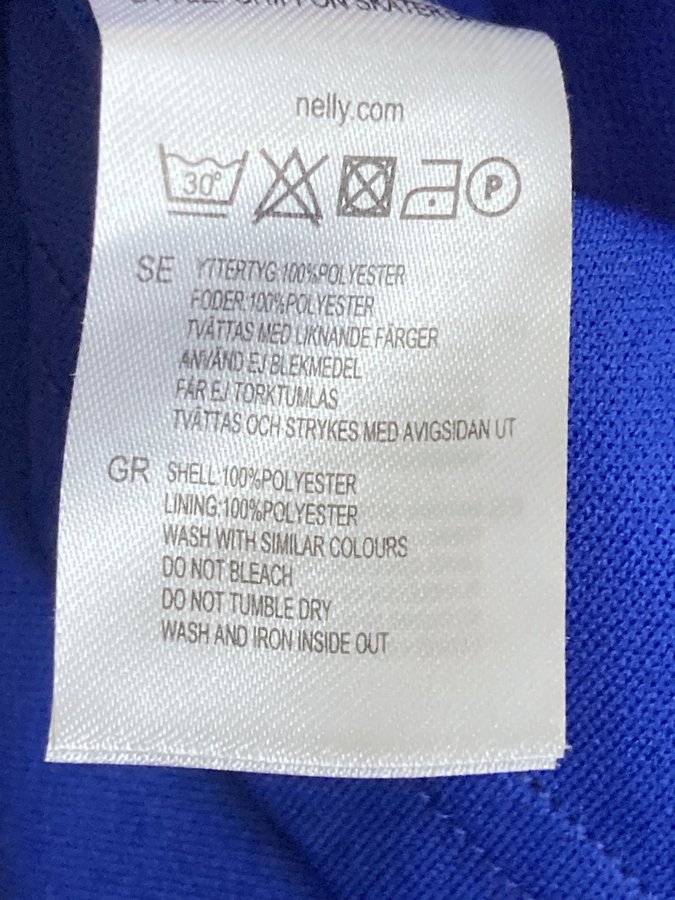 CHIFFON SKATER
nelly.com
30°
P
SE YTTERTYG:100%POLYESTER
FODER:100%POLYESTER
TVÄTTAS MED LIKNANDE FÄRGER
ANVÄND EJ BLEKMEDEL
FÅR EJ TORKTUMLAS
TVÄTTAS OCH STRYKES MED AVIGSIDAN UT
GR SHELL:100%POLYESTER
LINING:100%POLYESTER
WASH WITH SIMILAR COLOURS
DO NOT BLEACH
DO NOT TUMBLE DRY
WASH AND IRON INSIDE OUT